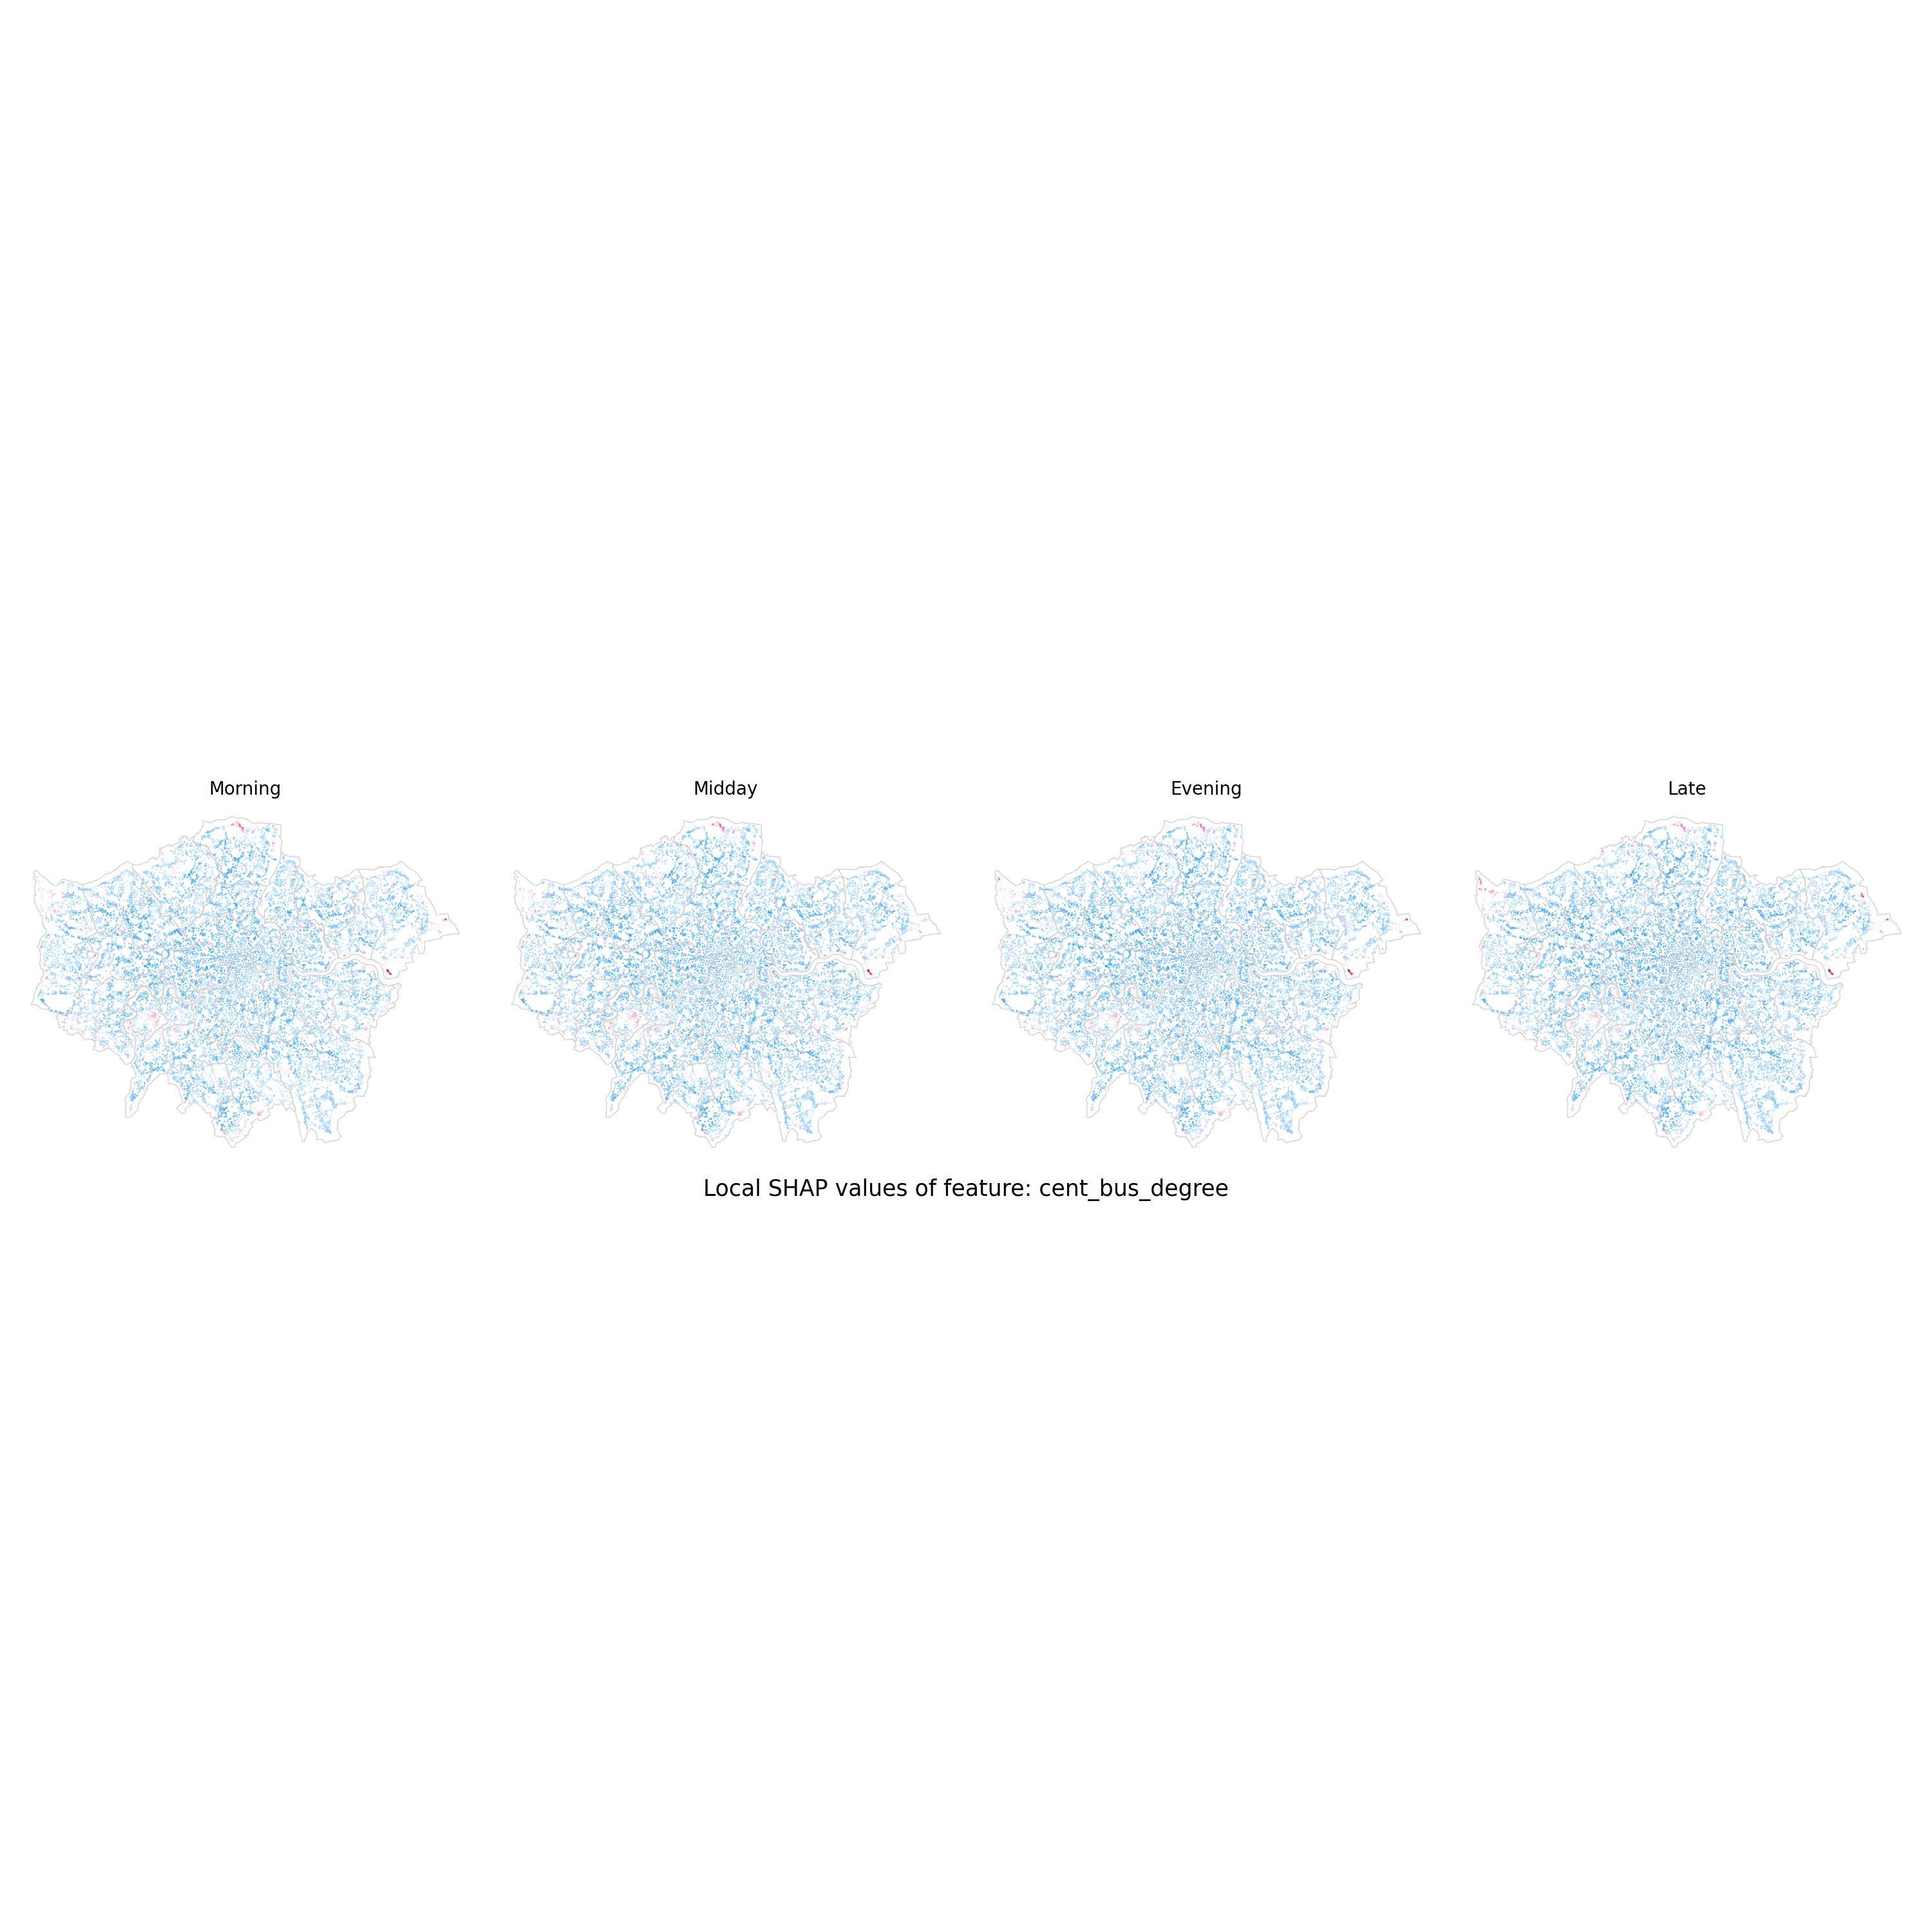 Morning
Midday
Evening
Late
Local SHAP values of feature: cent_bus_degree